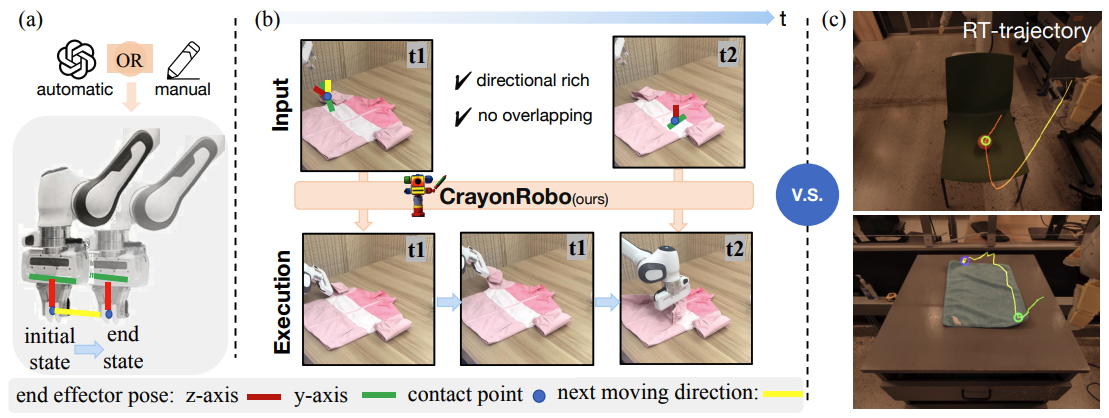 (a)
OR
automatic
manual
initial
state
end
state
(b)
t
Input
t1
directional rich
no overlapping
t2
CrayonRobo(ours)
Execution
t1
t1
t2
V.S.
(c)
RT-trajectory
end effector pose: z-axis y-axis contact point next moving direction: